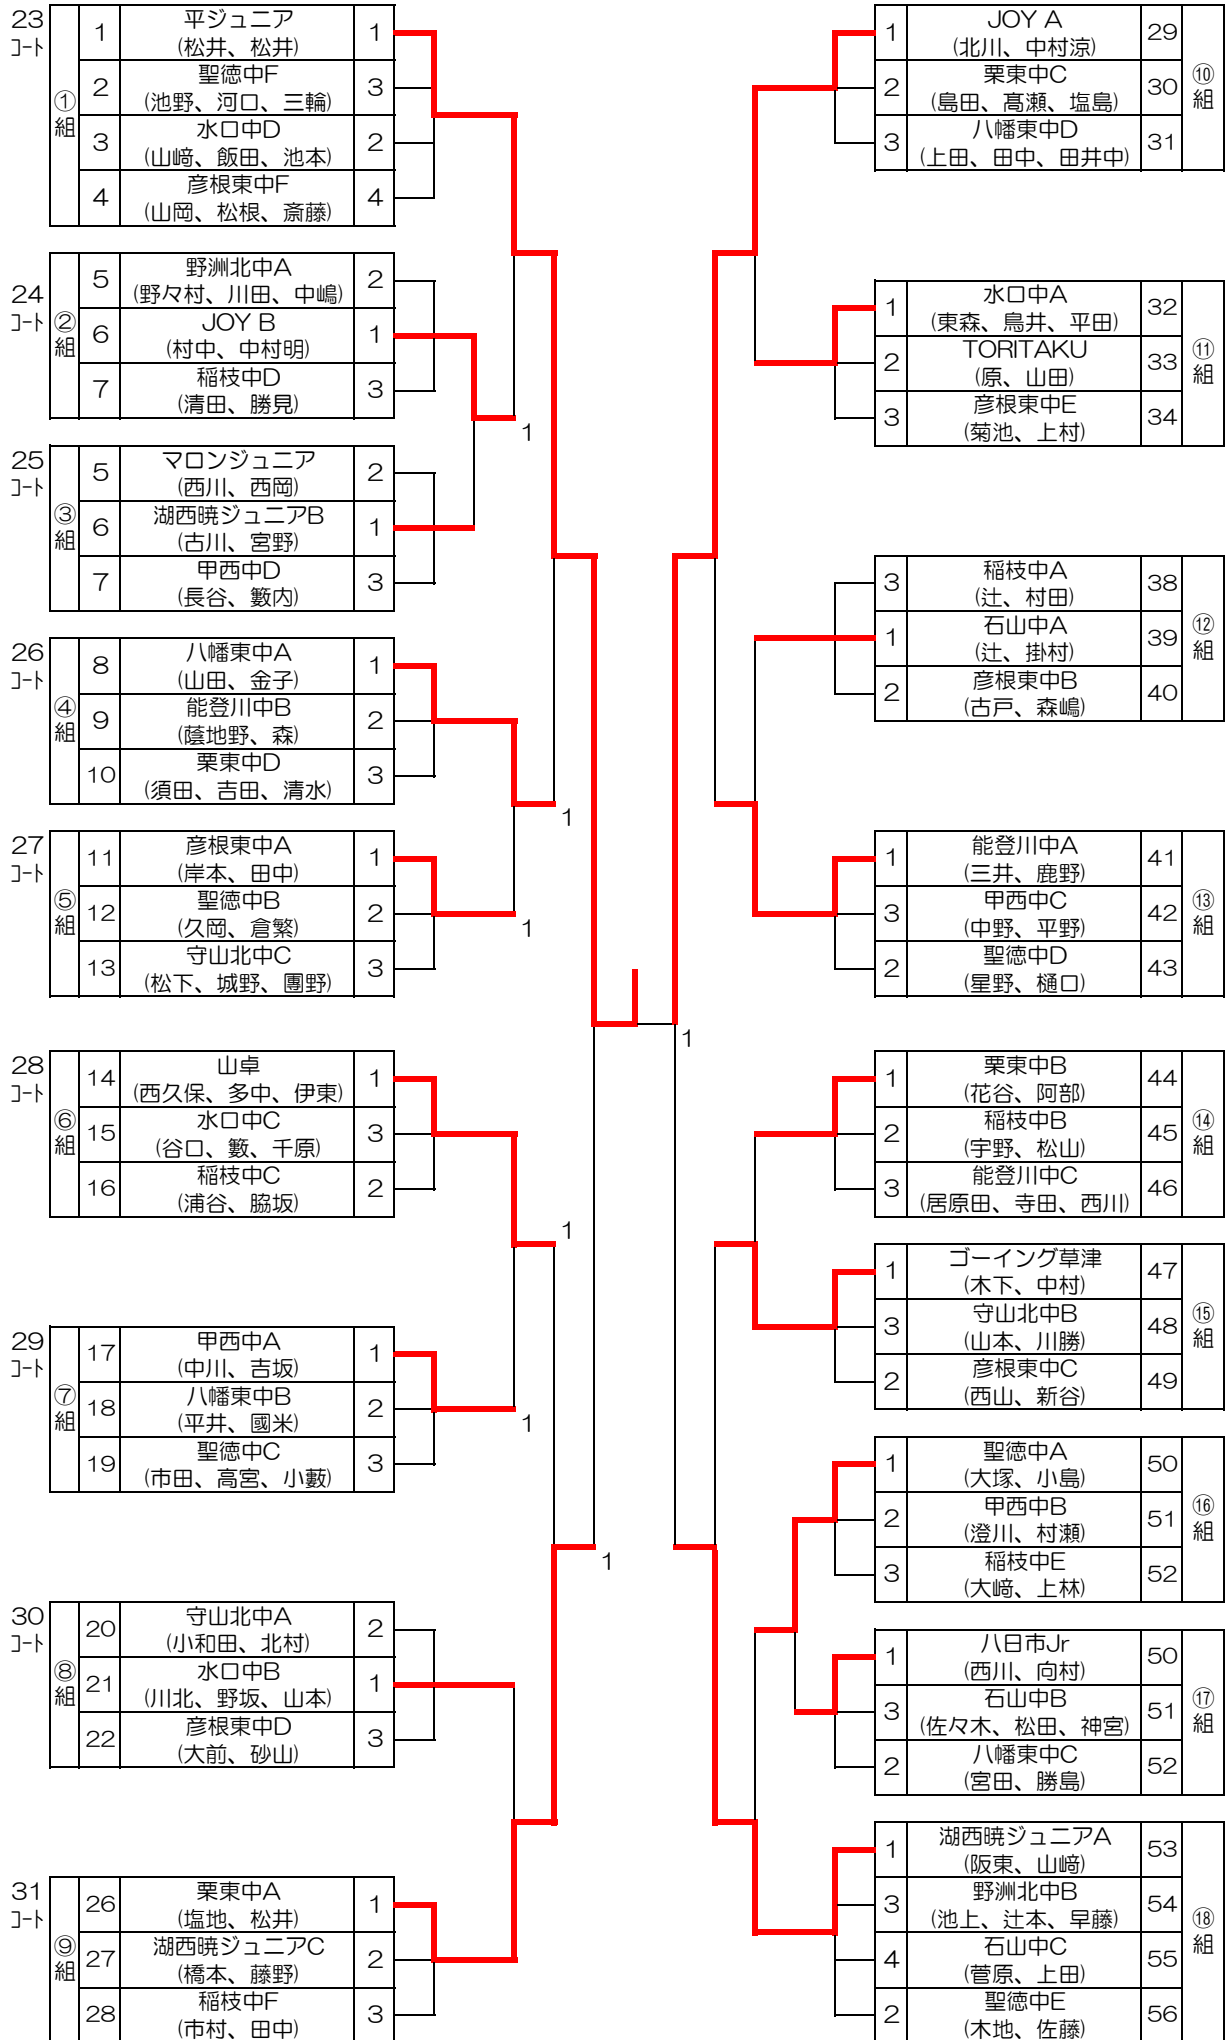 23
コート
①
組
1
平ジュニア
(松井、松井)
1
2
聖徳中F
(池野、河口、三輪)
3
3
水口中D
(山﨑、飯田、池本)
2
4
彦根東中F
(山岡、松根、斎藤)
4
24
コート
②
組
5
野洲北中A
(野々村、川田、中嶋)
2
6
JOY B
(村中、中村明)
1
7
稲枝中D
(清田、勝見)
3
1
25
コート
③
組
5
マロンジュニア
(西川、西岡)
2
6
湖西暁ジュニアB
(古川、宮野)
1
7
甲西中D
(長谷、籔内)
3
26
コート
④
組
8
八幡東中A
(山田、金子)
1
9
能登川中B
(蔭地野、森)
2
10
栗東中D
(須田、吉田、清水)
3
1
27
コート
⑤
組
11
彦根東中A
(岸本、田中)
1
12
聖徳中B
(久岡、倉繁)
2
13
守山北中C
(松下、城野、團野)
3
1
28
コート
⑥
組
14
山卓
(西久保、多中、伊東)
1
15
水口中C
(谷口、籔、千原)
3
16
稲枝中C
(浦谷、脇坂)
2
1
29
コート
⑦
組
17
甲西中A
(中川、吉坂)
1
18
八幡東中B
(平井、國米)
2
19
聖徳中C
(市田、高宮、小藪)
3
1
1
30
コート
⑧
組
20
守山北中A
(小和田、北村)
2
21
水口中B
(川北、野坂、山本)
1
22
彦根東中D
(大前、砂山)
3
31
コート
⑨
組
26
栗東中A
(塩地、松井)
1
27
湖西暁ジュニアC
(橋本、藤野)
2
28
稲枝中F
(市村、田中)
3
1
1
JOY A
(北川、中村涼)
29
2
栗東中C
(島田、髙瀬、塩島)
30
3
八幡東中D
(上田、田中、田井中)
31
⑩
組
1
水口中A
(東森、鳥井、平田)
32
2
TORITAKU
(原、山田)
33
3
彦根東中E
(菊池、上村)
34
⑪
組
3
稲枝中A
(辻、村田)
38
1
石山中A
(辻、掛村)
39
2
彦根東中B
(古戸、森嶋)
40
⑫
組
1
能登川中A
(三井、鹿野)
41
3
甲西中C
(中野、平野)
42
2
聖徳中D
(星野、樋口)
43
⑬
組
1
栗東中B
(花谷、阿部)
44
2
稲枝中B
(宇野、松山)
45
3
能登川中C
(居原田、寺田、西川)
46
⑭
組
1
ゴーイング草津
(木下、中村)
47
3
守山北中B
(山本、川勝)
48
2
彦根東中C
(西山、新谷)
49
⑮
組
1
聖徳中A
(大塚、小島)
50
2
甲西中B
(澄川、村瀬)
51
3
稲枝中E
(大﨑、上林)
52
⑯
組
1
八日市Jr
(西川、向村)
50
3
石山中B
(佐々木、松田、神宮)
51
2
八幡東中C
(宮田、勝島)
52
⑰
組
1
湖西暁ジュニアA
(阪東、山﨑)
53
3
野洲北中B
(池上、辻本、早藤)
54
4
石山中C
(菅原、上田)
55
2
聖徳中E
(木地、佐藤)
56
⑱
組